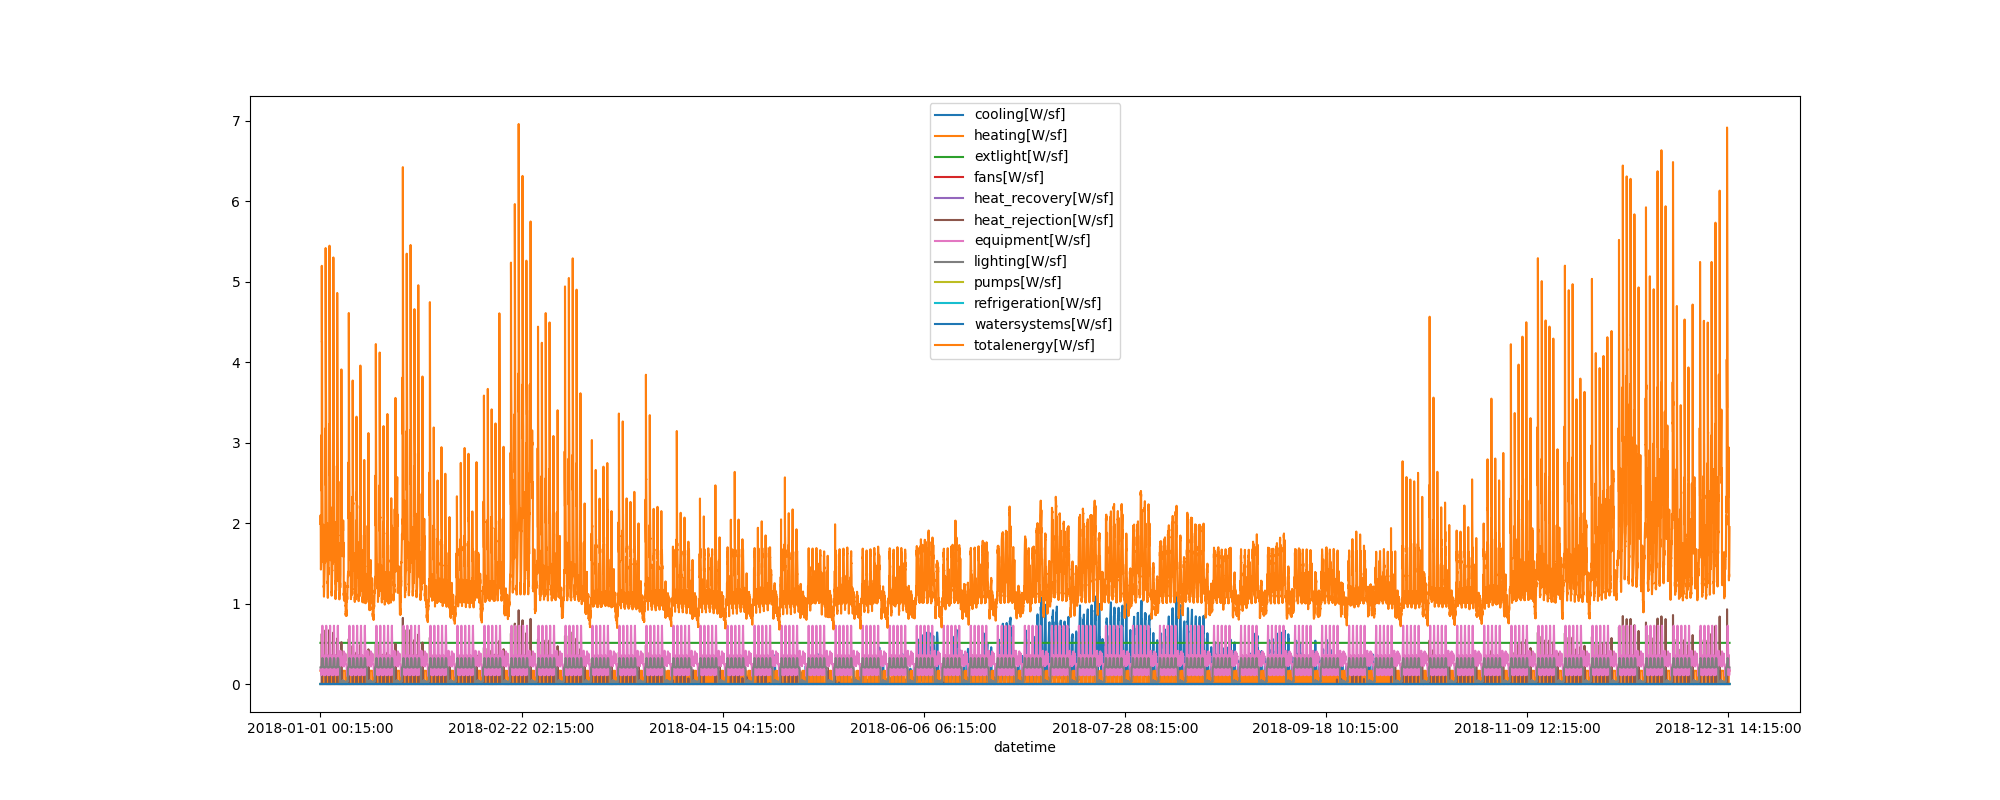 7
6
5
4
3
2
1
0
cooling[W/sf]
heating[W/sf]
extlight[W/sf]
fans[W/sf]
heat_recovery[W/sf]
heat_rejection[W/sf]
equipment[W/sf]
lighting[W/sf]
pumps[W/sf]
refrigeration[W/sf]
watersystems[W/sf]
totalenergy[W/sf]
2018-01-01 00:15:00 2018-02-22 02:15:00 2018-04-15 04:15:00 2018-06-06 06:15:00 2018-07-28 08:15:00 2018-09-18 10:15:00 2018-11-09 12:15:00 2018-12-31 14:15:00
datetime